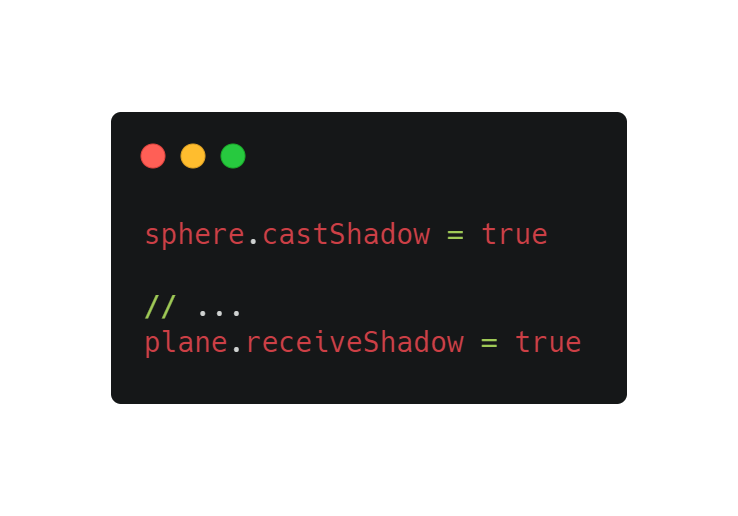 sphere.castShadow = true
// ...
plane.receiveShadow = true